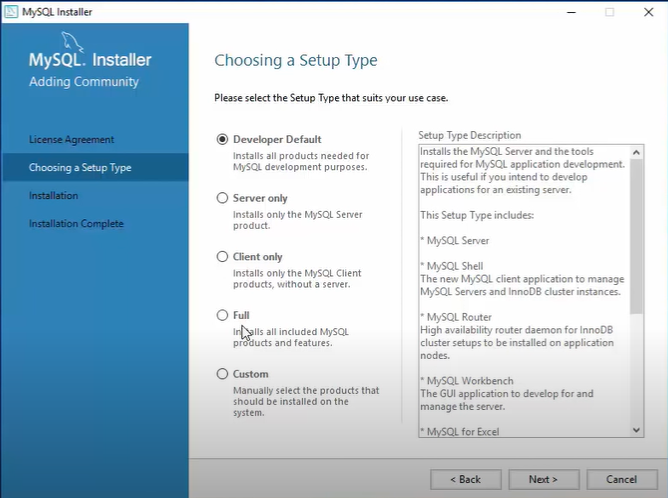 MySQL Installer
MySQL. Installer
Adding Community
License Agreement
Choosing a Setup Type
Installation
Installation Complete
Choosing a Setup Type
Please select the Setup Type that suits your use case.
Developer Default
Installs all products needed for
MySQL development purposes.
Server only
Installs only the MySQL Server
product.
Client only
Installs only the MySQL Client
products, without a server.
Full
Installs all included MySQL
products and features.
Custom
Manually select the products that
should be installed on the
system.
Setup Type Description
Installs the MySQL Server and the tools
required for MySQL application development.
This is useful if you intend to develop
applications for an existing server.
This Setup Type includes:
* MySQL Server
* MySQL Shell
The new MySQL client application to manage
MySQL Servers and InnoDB cluster instances.
* MySQL Router
High availability router daemon for InnoDB
cluster setups to be installed on application
nodes.
* MySQL Workbench
The GUI application to develop for and
manage the server.
* MySQL for Excel
< Back
Next >
Cancel